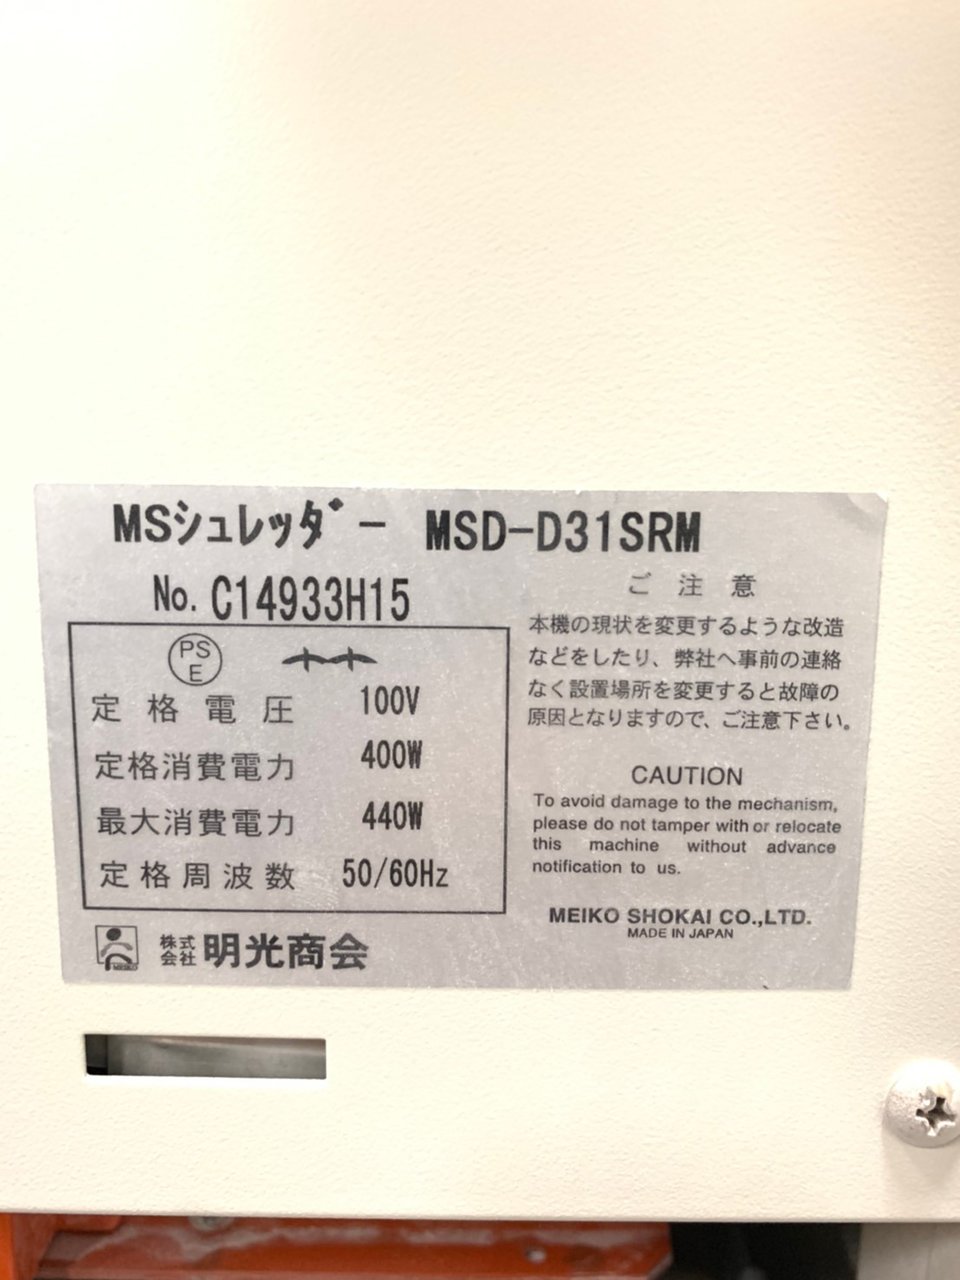 MSシュレッダー MSD-D31SRM
No. C14933H15
PS
E
定格電圧 100V
定格消費電力 400W
最大消費電力 440W
定格周波数 50/60Hz
MEIKO
株式
会社 明光商会
ご注意
本機の現状を変更するような改造
などをしたり、弊社へ事前の連絡
なく設置場所を変更すると故障の
原因となりますので、ご注意下さい。
CAUTION
To avoid damage to the mechanism,
please do not tamper with or relocate
this machine without advance
notification to us.
MEIKO SHOKAI CO.,LTD.
MADE IN JAPAN